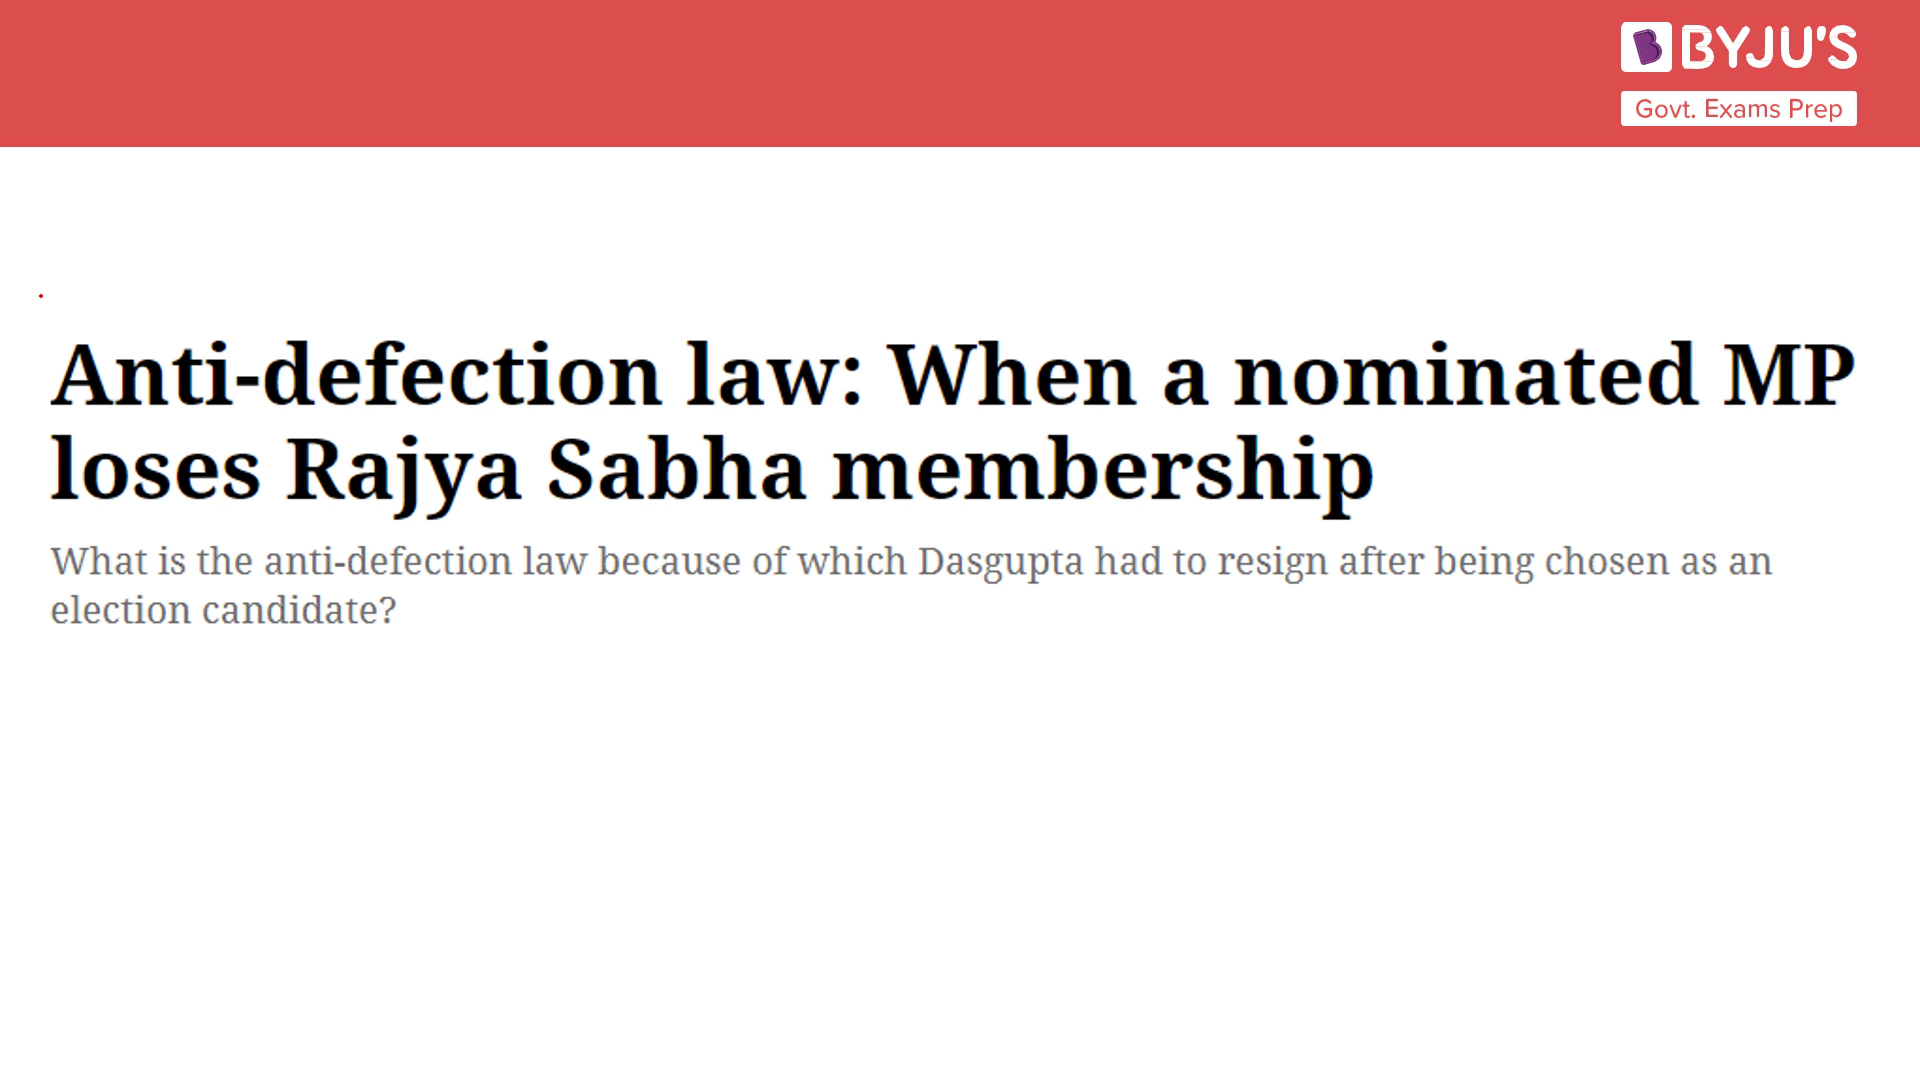 BYJU'S
Govt. Exams Prep
Anti-defection law: When a nominated MP
loses Rajya Sabha membership
What is the anti-defection law because of which Dasgupta had to resign after being chosen as an
election candidate?